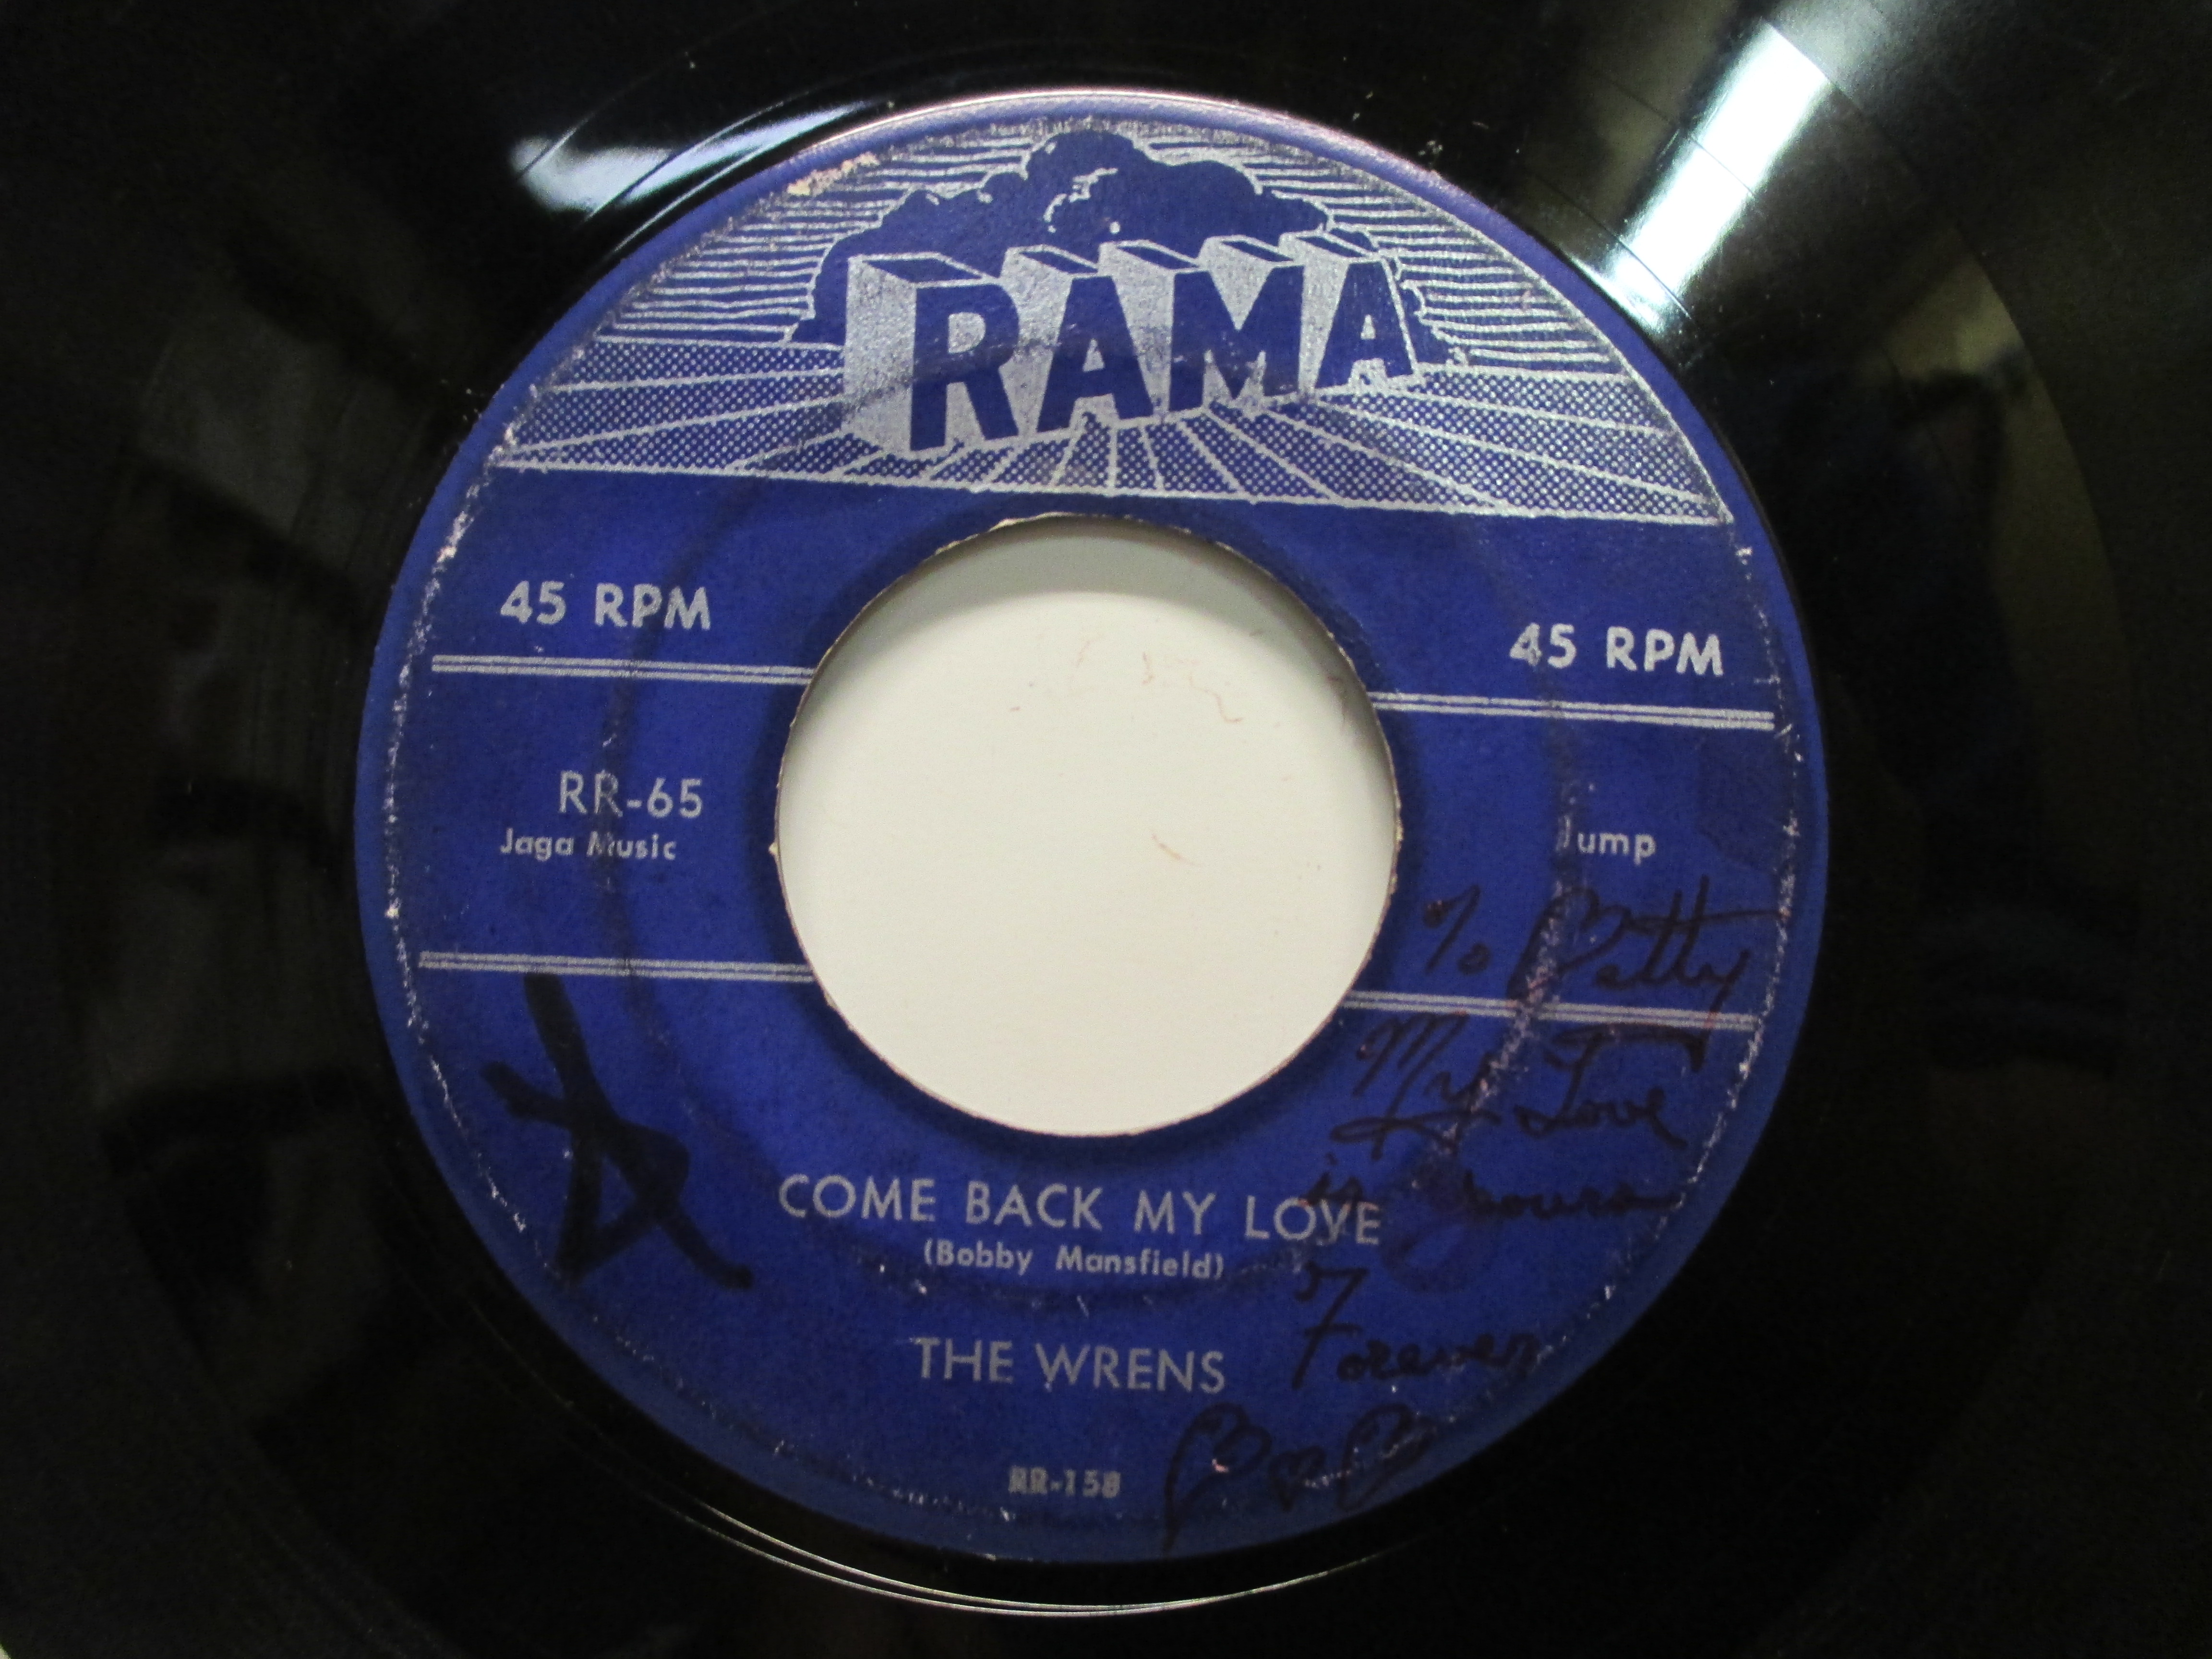 RAMA
45 RPM
45 RPM
RR-65
Jaga Music
Jump
To Betty
My Love
is yours
Forever
COME BACK MY LOVE
(Bobby Mansfield)
THE WRENS
RR-158